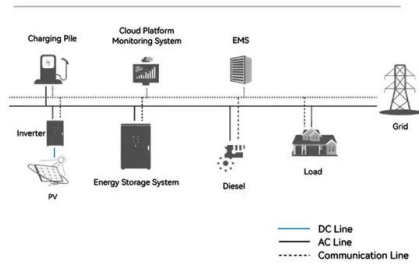 Charging Pile
Cloud Platform
Monitoring System
EMS
Grid
Inverter
PV
Energy Storage System
Diesel
Load
DC Line
AC Line
Communication Line